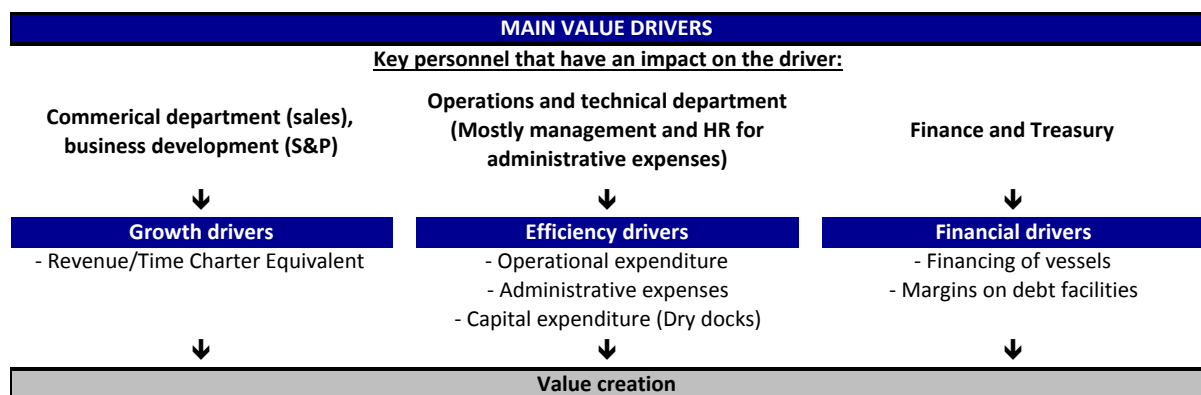 MAIN VALUE DRIVERS
Key personnel that have an impact on the driver:
Commerical department (sales),
business development (S&P)
Operations and technical department
(Mostly management and HR for
administrative expenses)
Finance and Treasury
Growth drivers
- Revenue/Time Charter Equivalent
Efficiency drivers
- Operational expenditure
- Administrative expenses
- Capital expenditure (Dry docks)
Financial drivers
- Financing of vessels
- Margins on debt facilities
Value creation